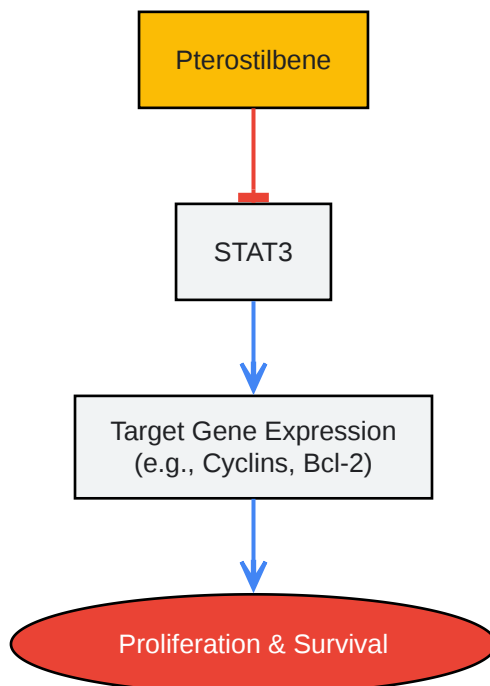 Pterostilbene
STAT3
Target Gene Expression
(e.g., Cyclins, Bcl-2)
Proliferation & Survival